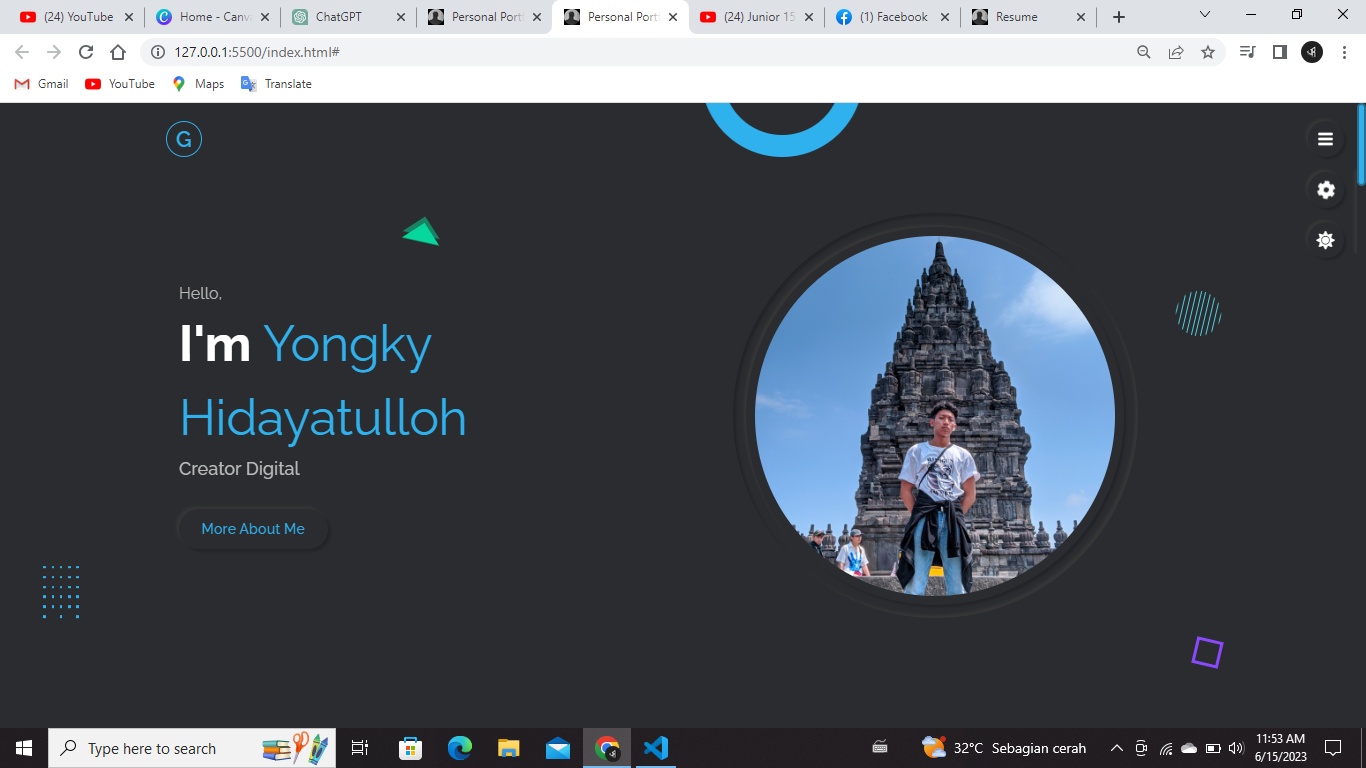 (24) YouTube
Home - Canv
ChatGPT
Personal Port
Personal Port
(24) Junior 15
(1) Facebook
Resume
127.0.0.1:5500/index.html#
Gmail
YouTube
Maps
Translate
G
Hello,
I'm Yongky
Hidayatulloh
Creator Digital
More About Me
Type here to search
32°C Sebagian cerah
11:53 AM
6/15/2023